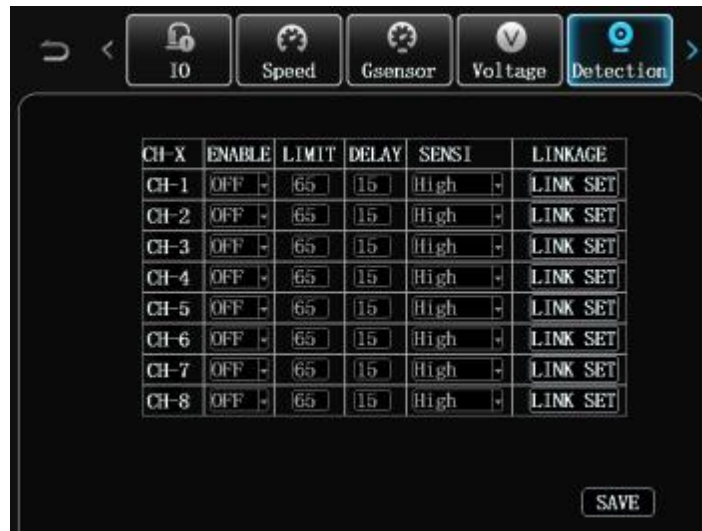 IO Speed Gsensor Voltage Detection
CH-X ENABLE LIMIT DELAY SENSI LINKAGE
CH-1 OFF 65 15 High LINK SET
CH-2 OFF 65 15 High LINK SET
CH-3 OFF 65 15 High LINK SET
CH-4 OFF 65 15 High LINK SET
CH-5 OFF 65 15 High LINK SET
CH-6 OFF 65 15 High LINK SET
CH-7 OFF 65 15 High LINK SET
CH-8 OFF 65 15 High LINK SET
SAVE